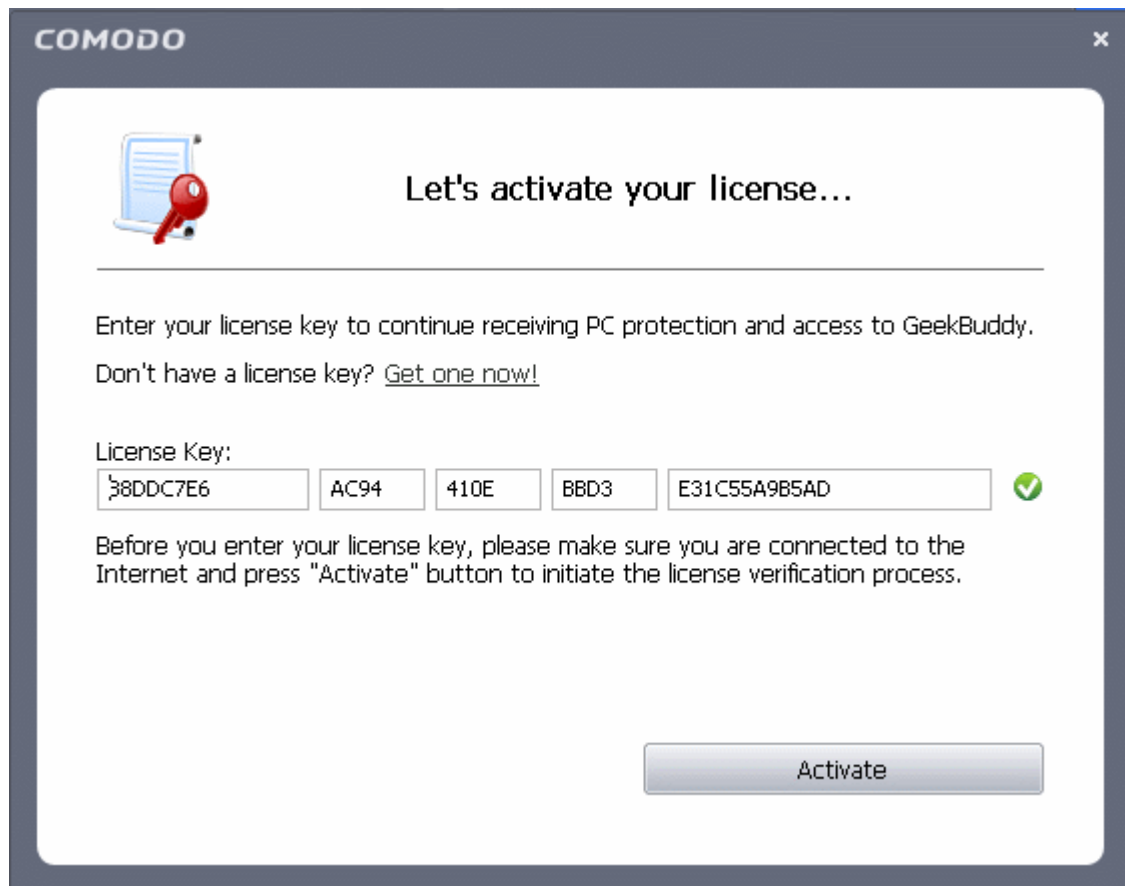 COMODO
Let's activate your license...
Enter your license key to continue receiving PC protection and access to GeekBuddy.
Don't have a license key? Get one now!
License Key:
AC94 410E BBD3 E31C55A9B5AD
Before you enter your license key, please make sure you are connected to the
Internet and press "Activate" button to initiate the license verification process.
Activate